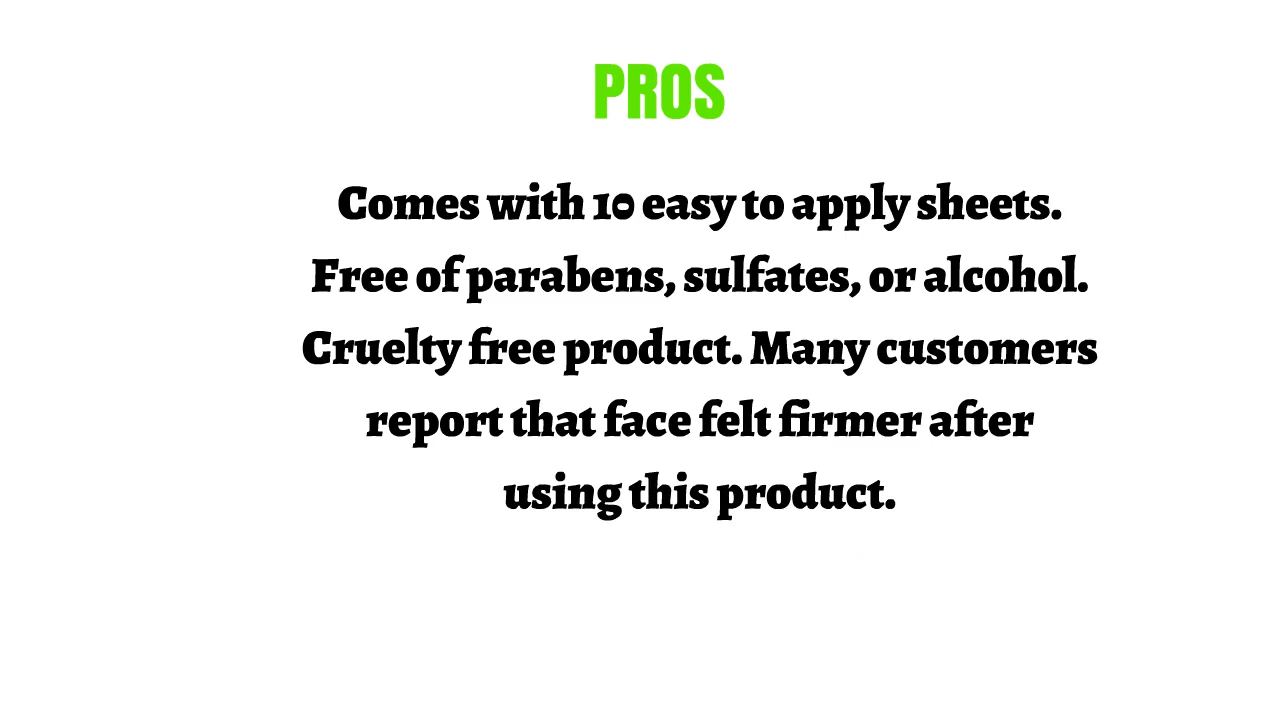 PROS
Comes with 10 easy to apply sheets.
Free of parabens, sulfates, or alcohol.
Cruelty free product. Many customers
report that face felt firmer after
using this product.